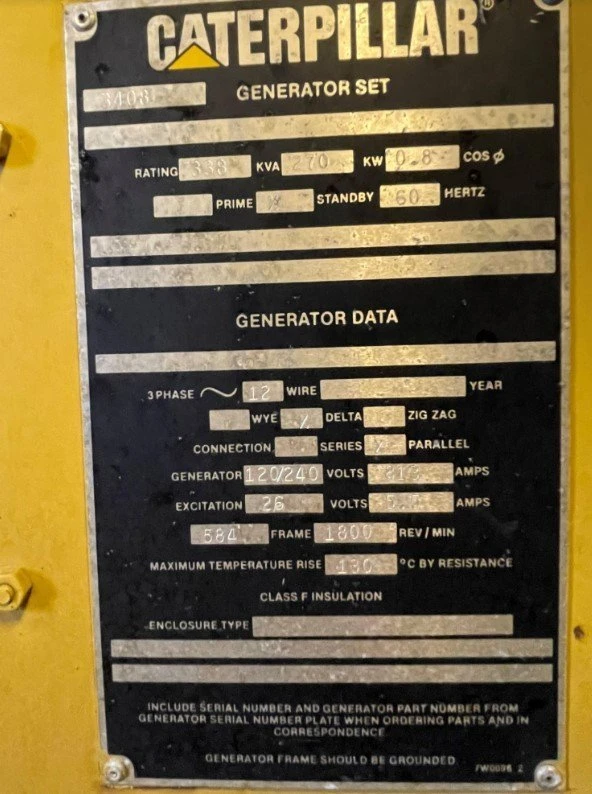 CATERPILLAR®
3408 GENERATOR SET
RATING 338 KVA 270 KW 0.8 COS ø
PRIME X STANDBY 60 HERTZ
GENERATOR DATA
3 PHASE ~ 12 WIRE YEAR
WYE DELTA ZIG ZAG
CONNECTION SERIES PARALLEL
GENERATOR 120/240 VOLTS AMPS
EXCITATION 26 VOLTS AMPS
584 FRAME 1800 REV/MIN
MAXIMUM TEMPERATURE RISE 130 °C BY RESISTANCE
CLASS F INSULATION
ENCLOSURE TYPE
INCLUDE SERIAL NUMBER AND GENERATOR PART NUMBER FROM
GENERATOR SERIAL NUMBER PLATE WHEN ORDERING PARTS AND IN
CORRESPONDENCE
GENERATOR FRAME SHOULD BE GROUNDED 7W0096 2